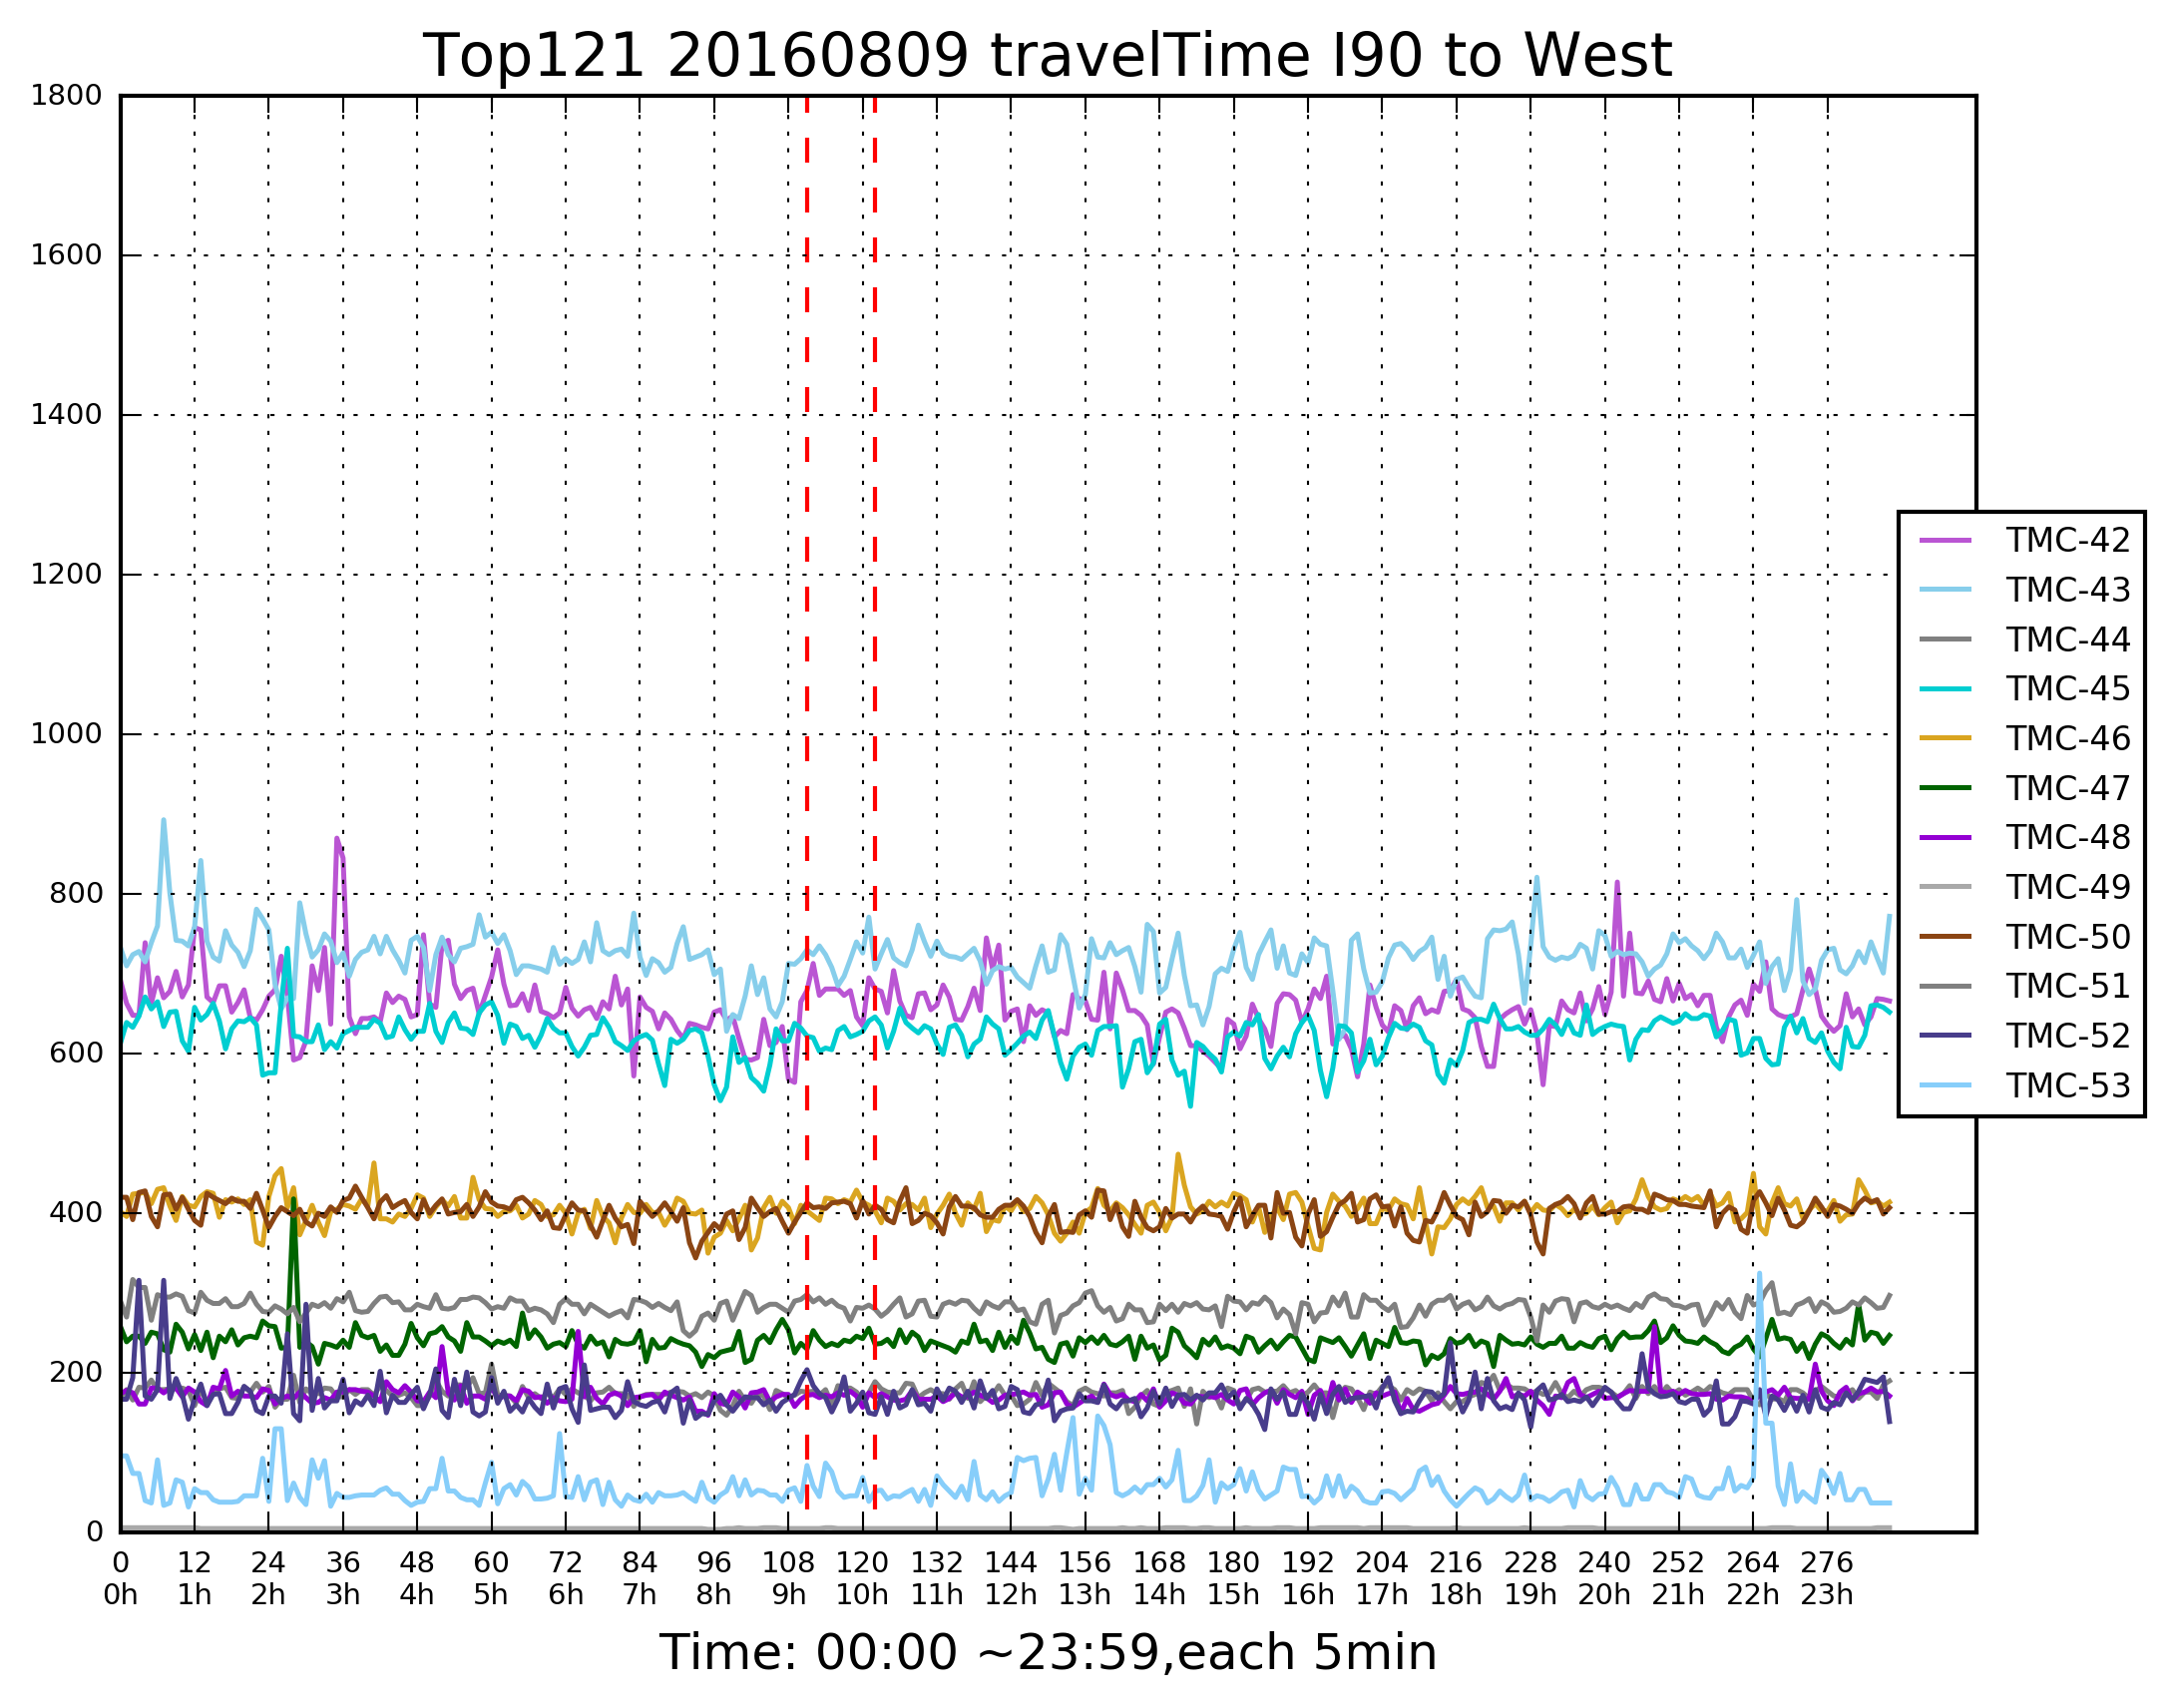 Top121 20160809 travelTime I90 to West
1800
1600
1400
1200
1000
800
600
400
200
0
TMC-42
TMC-43
TMC-44
TMC-45
TMC-46
TMC-47
TMC-48
TMC-49
TMC-50
TMC-51
TMC-52
TMC-53
0 12 24 36 48 60 72 84 96 108 120 132 144 156 168 180 192 204 216 228 240 252 264 276
0h 1h 2h 3h 4h 5h 6h 7h 8h 9h 10h 11h 12h 13h 14h 15h 16h 17h 18h 19h 20h 21h 22h 23h
Time: 00:00 ~23:59,each 5min